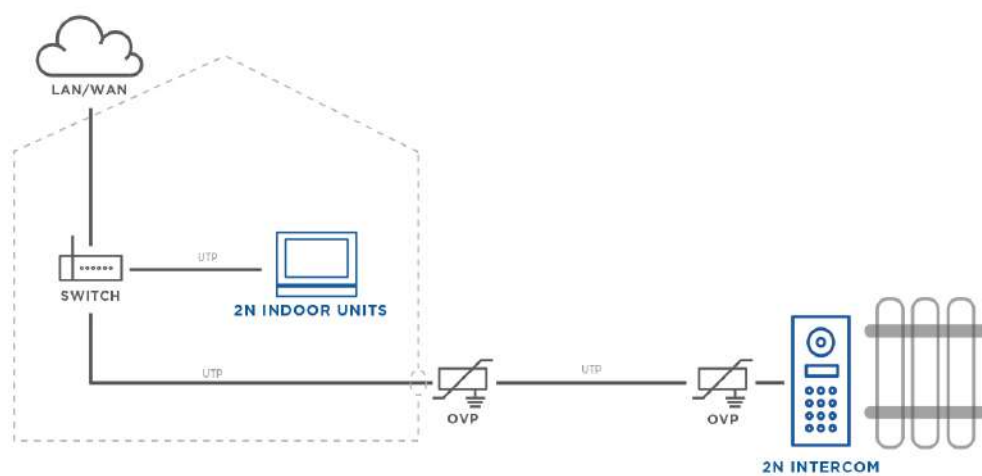 LAN/WAN
UTP
SWITCH
2N INDOOR UNITS
UTP
UTP
OVP
OVP
2N INTERCOM